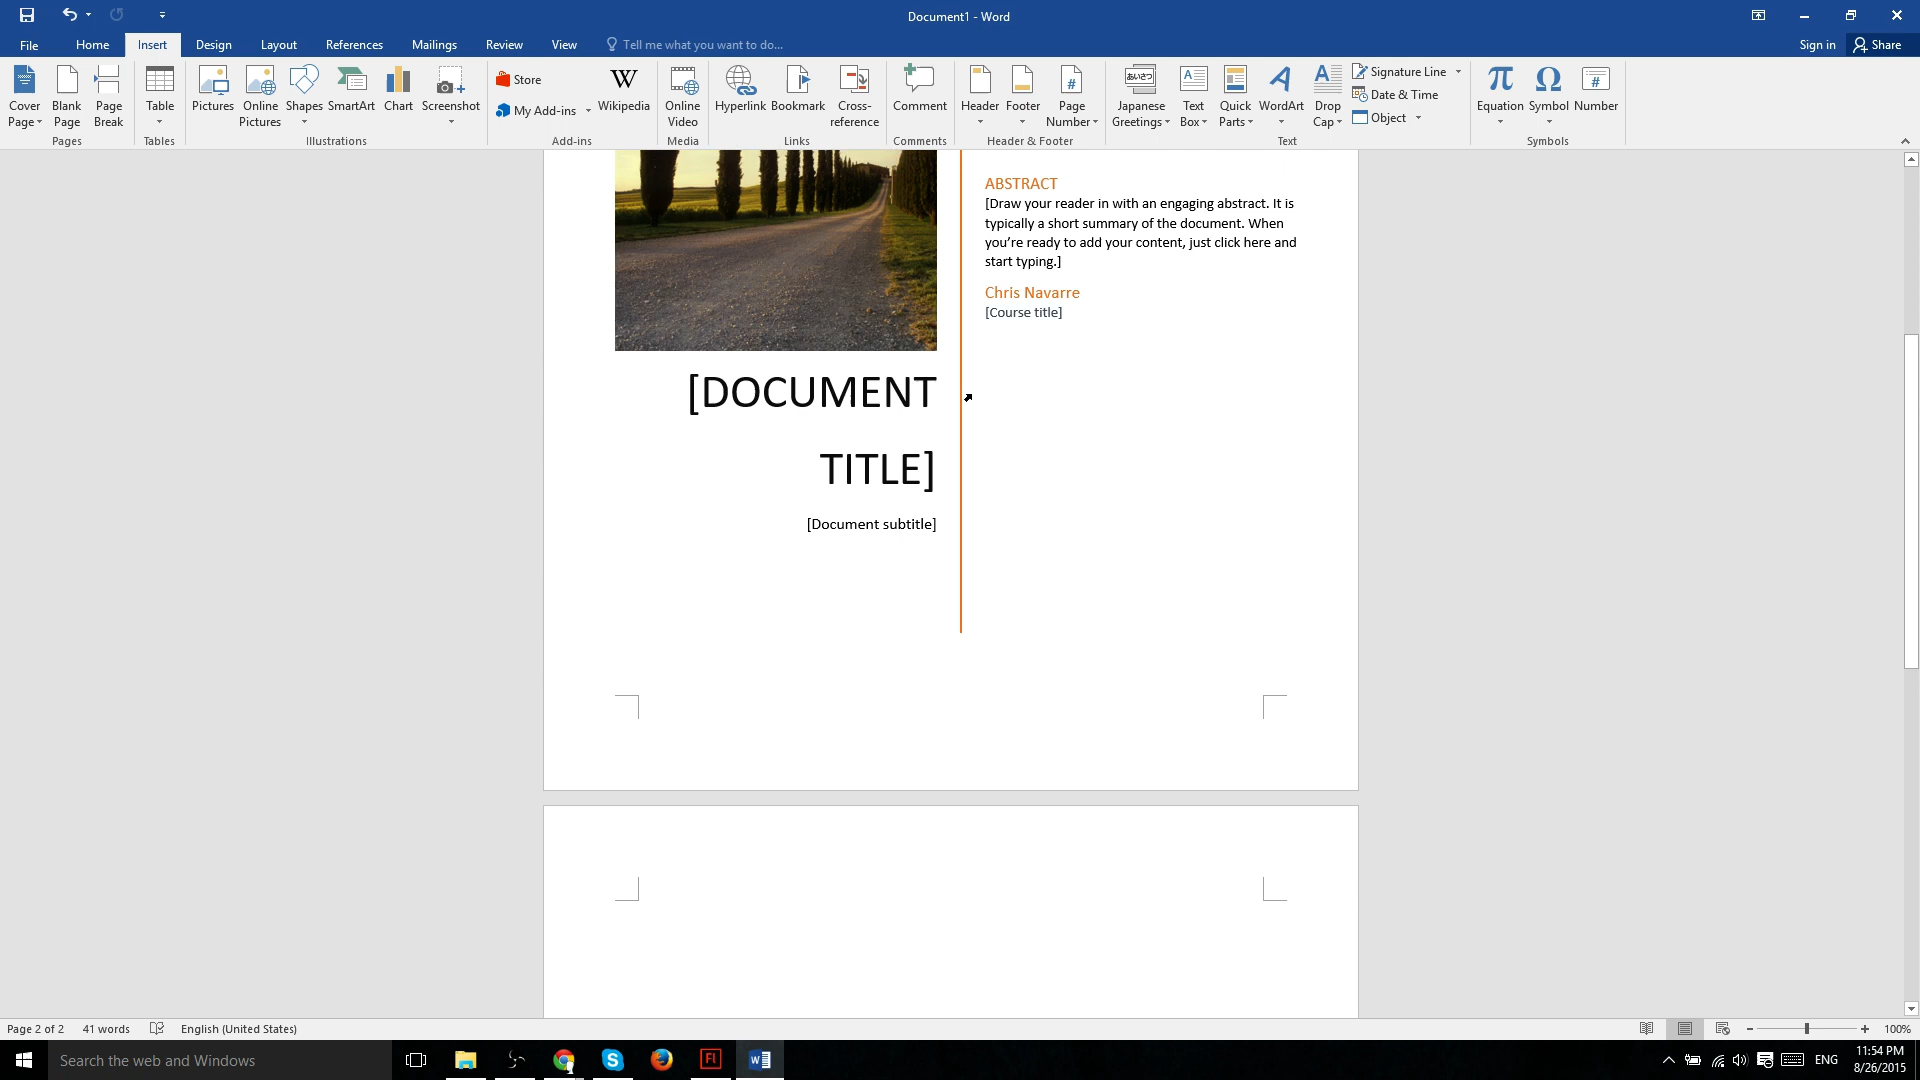 Document1 - Word
File Home Insert Design Layout References Mailings Review View Tell me what you want to do... Sign in Share
Cover Page Blank Page Page Break Table Pictures Online Pictures Shapes SmartArt Chart Screenshot Store My Add-ins Wikipedia Online Video Hyperlink Bookmark Cross-reference Comment Header Footer Page Number Japanese Greetings Text Box Quick Parts WordArt Drop Cap Signature Line Date & Time Object Equation Symbol Number
Pages Tables Illustrations Add-ins Media Links Comments Header & Footer Text Symbols
ABSTRACT
[Draw your reader in with an engaging abstract. It is
typically a short summary of the document. When
you’re ready to add your content, just click here and
start typing.]
Chris Navarre
[Course title]
[DOCUMENT
TITLE]
[Document subtitle]
Page 2 of 2 41 words English (United States) 100%
Search the web and Windows ENG 11:54 PM
8/26/2015